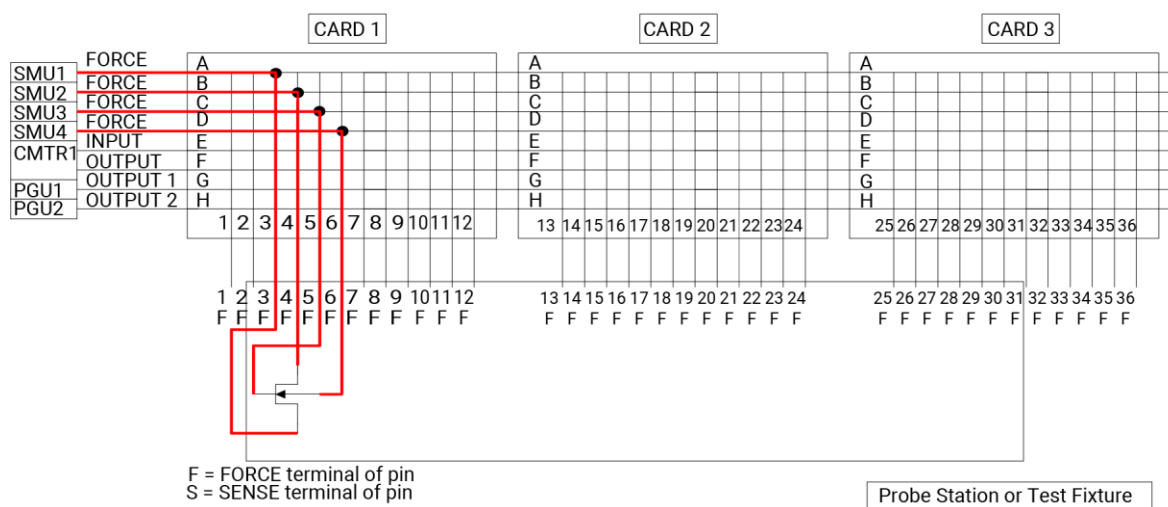 CARD 1 CARD 2 CARD 3
FORCE A A A
SMU1 FORCE B B B
SMU2 FORCE C C C
SMU3 FORCE D D D
SMU4 INPUT E E E
CMTR1 OUTPUT F F F
OUTPUT 1 G G G
PGU1 OUTPUT 2 H H H
PGU2
1 2 3 4 5 6 7 8 9 10 11 12 13 14 15 16 17 18 19 20 21 22 23 24 25 26 27 28 29 30 31 32 33 34 35 36
1 2 3 4 5 6 7 8 9 10 11 12 13 14 15 16 17 18 19 20 21 22 23 24 25 26 27 28 29 30 31 32 33 34 35 36
F F F F F F F F F F F F F F F F F F F F F F F F F F F F F F F F F F F F
F = FORCE terminal of pin
S = SENSE terminal of pin
Probe Station or Test Fixture